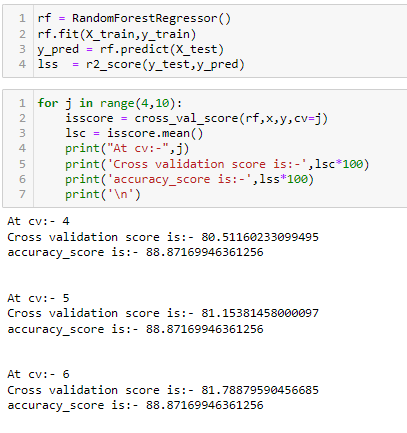 1 rf = RandomForestRegressor()
2 rf.fit(X_train,y_train)
3 y_pred = rf.predict(X_test)
4 lss  = r2_score(y_test,y_pred)
1 for j in range(4,10):
2     isscore = cross_val_score(rf,x,y,cv=j)
3     lsc = isscore.mean()
4     print("At cv:-",j)
5     print('Cross validation score is:-',lsc*100)
6     print('accuracy_score is:-',lss*100)
7     print('\n')
At cv:- 4
Cross validation score is:- 80.51160233099495
accuracy_score is:- 88.87169946361256
At cv:- 5
Cross validation score is:- 81.15381458000097
accuracy_score is:- 88.87169946361256
At cv:- 6
Cross validation score is:- 81.78879590456685
accuracy_score is:- 88.87169946361256